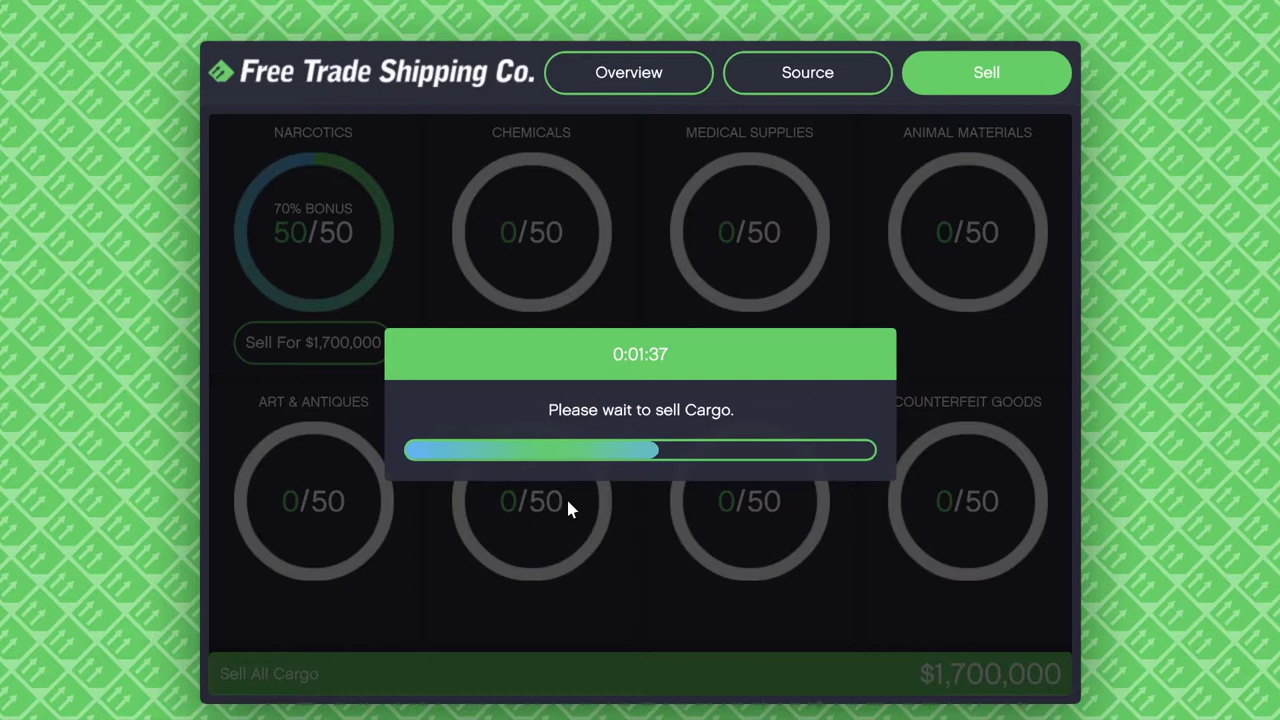 Free Trade Shipping Co.
Overview
Source
Sell
NARCOTICS
CHEMICALS
MEDICAL SUPPLIES
ANIMAL MATERIALS
70% BONUS
50/50
0/50
0/50
0/50
Sell For $1,700,000
0:01:37
Please wait to sell Cargo.
ART & ANTIQUES
COUNTERFEIT GOODS
0/50
0/50
0/50
0/50
Sell All Cargo
$1,700,000